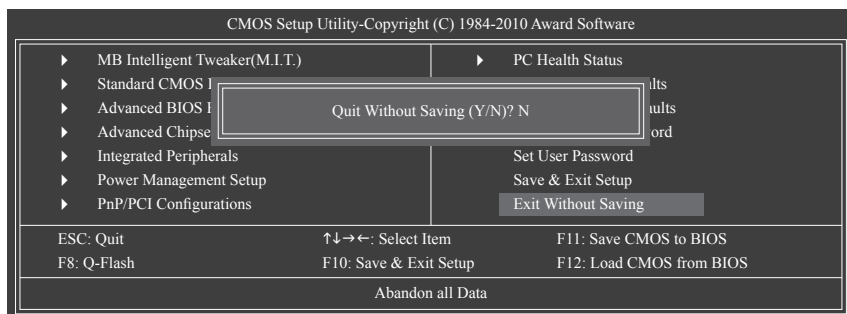 CMOS Setup Utility-Copyright (C) 1984-2010 Award Software
MB Intelligent Tweaker(M.I.T.)
Standard CMOS
Advanced BIOS
Advanced Chipse
Integrated Peripherals
Power Management Setup
PnP/PCI Configurations
PC Health Status
lts
ults
ord
Set User Password
Save & Exit Setup
Exit Without Saving
Quit Without Saving (Y/N)? N
ESC: Quit ↑↓→←: Select Item F11: Save CMOS to BIOS
F8: Q-Flash F10: Save & Exit Setup F12: Load CMOS from BIOS
Abandon all Data